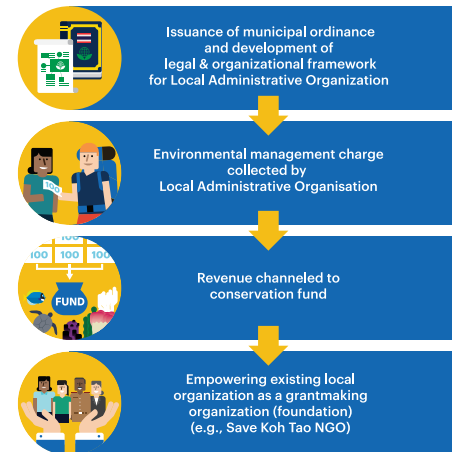 Issuance of municipal ordinance
and development of
legal & organizational framework
for Local Administrative Organization
100
Environmental management charge
collected by
Local Administrative Organisation
100
100 100 100
FUND
Revenue channeled to
conservation fund
Empowering existing local
organization as a grantmaking
organization (foundation)
(e.g., Save Koh Tao NGO)